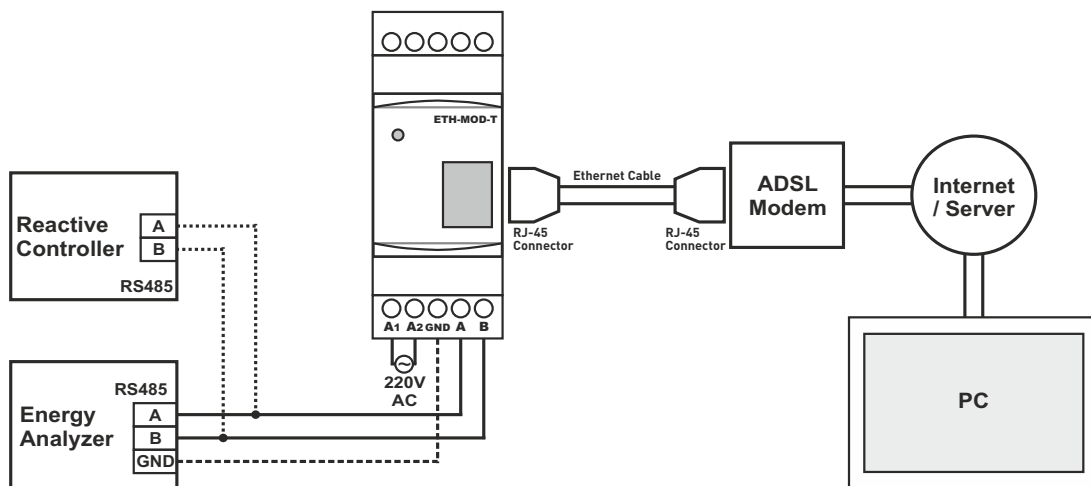 ETH-MOD-T
Reactive
Controller
A
B
RS485
Ethernet Cable
RJ-45
Connector
RJ-45
Connector
ADSL
Modem
Internet
/ Server
A1 A2 GND A B
220V
AC
RS485
Energy
Analyzer
A
B
GND
PC